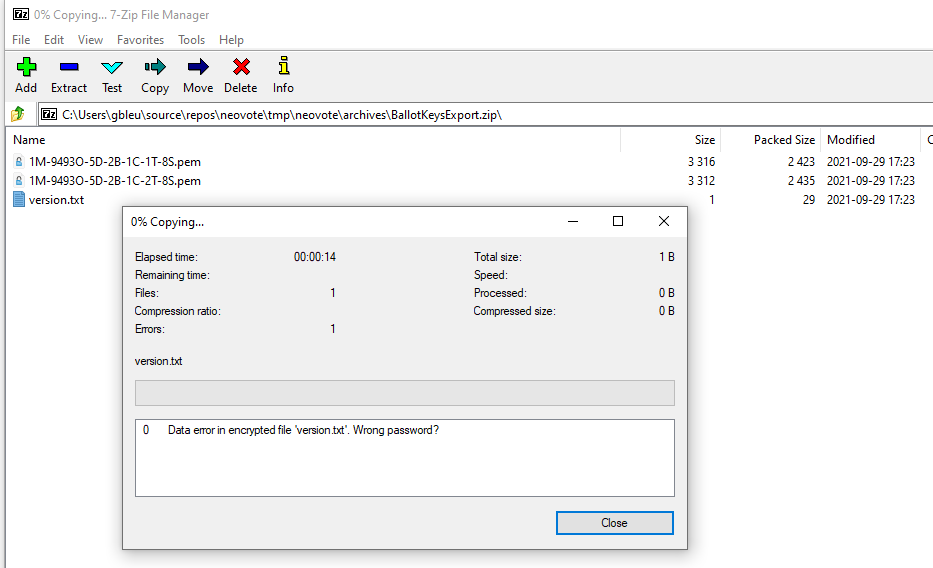 0% Copying... 7-Zip File Manager
File Edit View Favorites Tools Help
Add Extract Test Copy Move Delete Info
C:\Users\gbleu\source\repos\neovote\tmp\neovote\archives\BallotKeysExport.zip\
Name Size Packed Size Modified C
1M-9493O-5D-2B-1C-1T-8S.pem 3 316 2 423 2021-09-29 17:23
1M-9493O-5D-2B-1C-2T-8S.pem 3 312 2 435 2021-09-29 17:23
version.txt 1 29 2021-09-29 17:23
0% Copying...
Elapsed time: 00:00:14 Total size: 1 B
Remaining time: Speed:
Files: 1 Processed: 0 B
Compression ratio: Compressed size: 0 B
Errors: 1
version.txt
0 Data error in encrypted file 'version.txt'. Wrong password?
Close